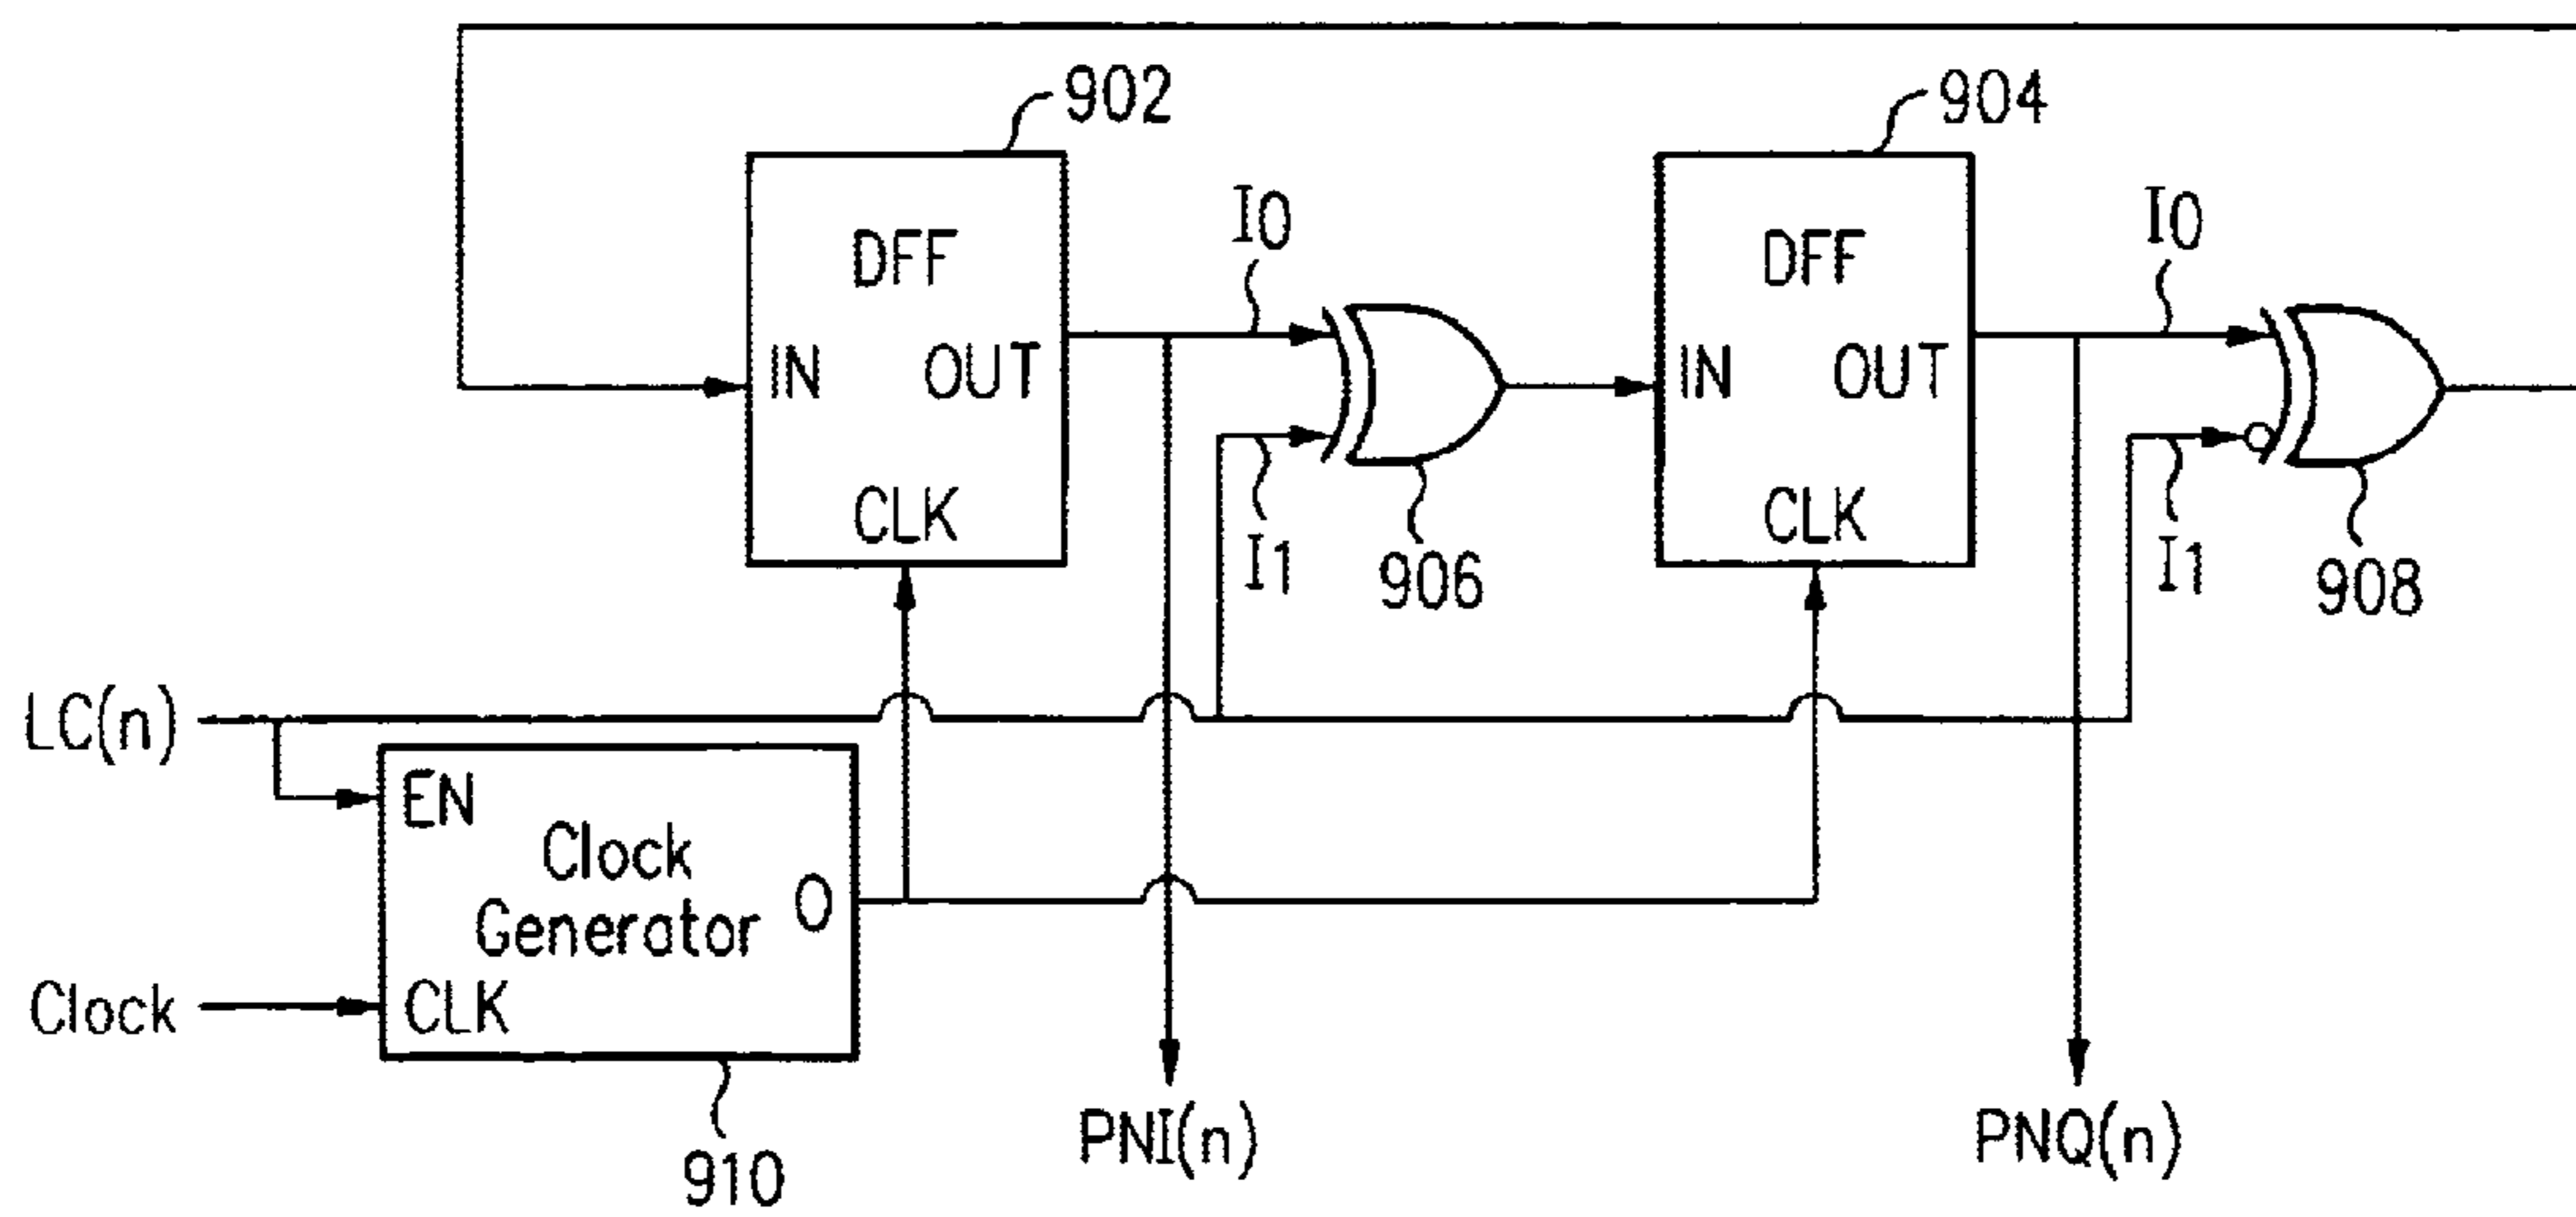 902
904
I0
I0
DFF
IN
OUT
CLK
DFF
IN
OUT
CLK
I1
906
I1
908
LC(n)
EN
Clock
Generator
O
CLK
Clock
910
PNI(n)
PNQ(n)